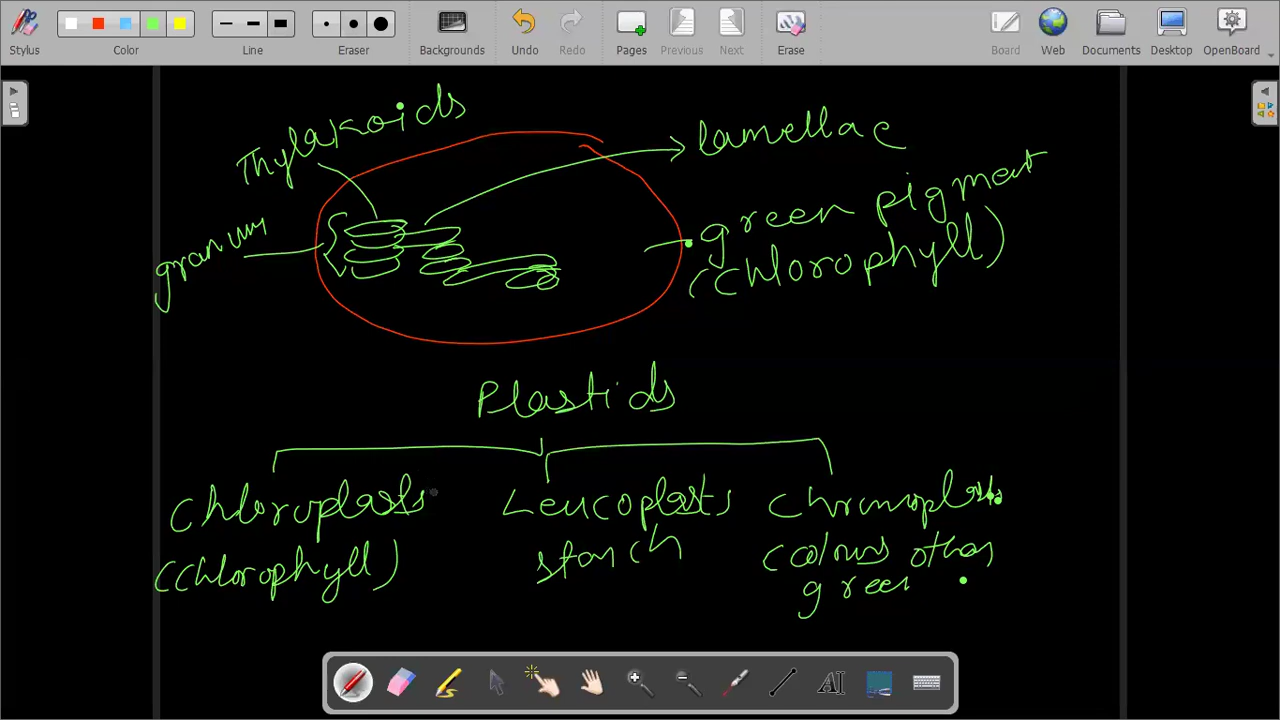 Stylus Color Line Eraser Backgrounds Undo Redo Pages Previous Next Erase Board Web Documents Desktop OpenBoard
Thylakoids
lamellae
granum
green pigment
(Chlorophyll)
Plastids
Chloroplasts Leucoplasts Chromoplasts
(Chlorophyll) starch (colours other
green